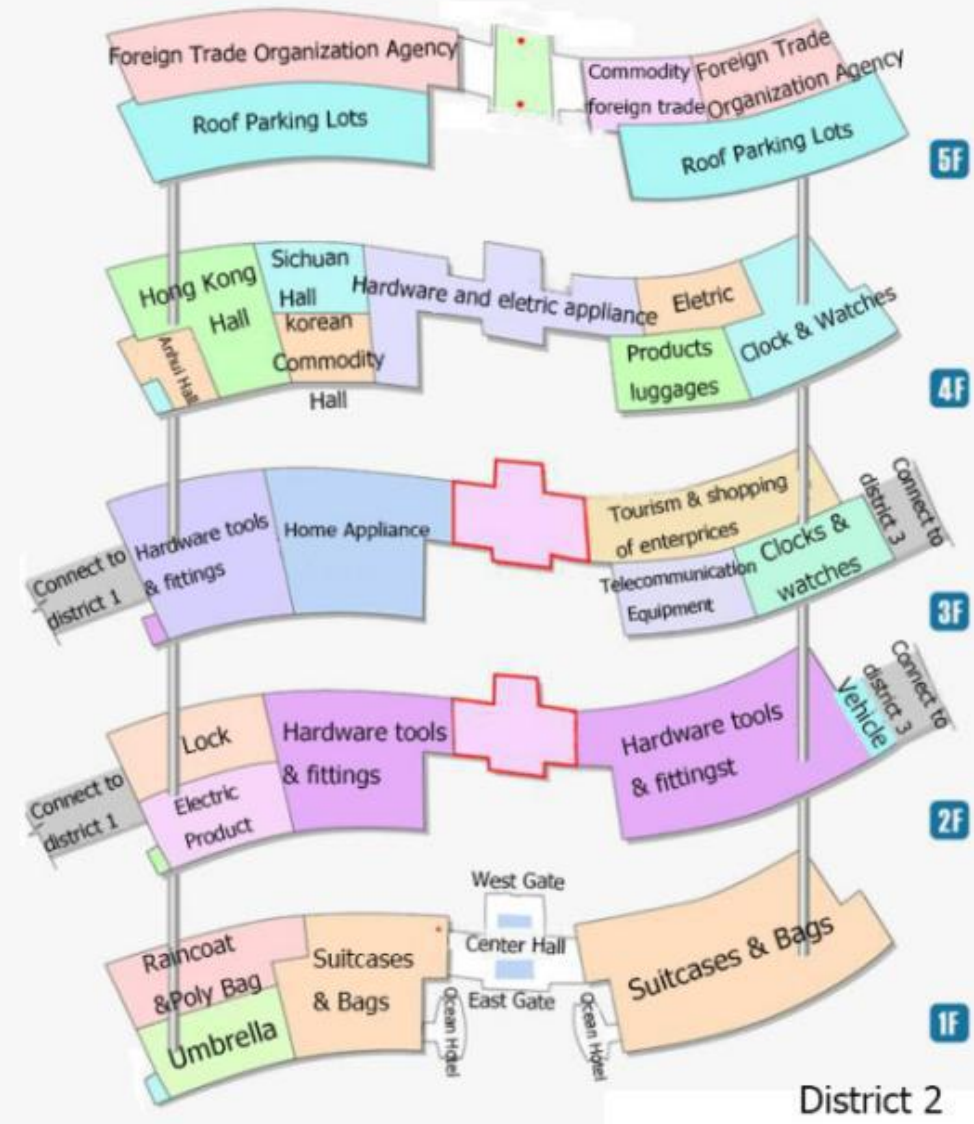 Foreign Trade Organization Agency
Commodity
foreign trade
Foreign Trade
Organization Agency
Roof Parking Lots
Roof Parking Lots
5F
Hong Kong
Hall
Sichuan
Hall
korean
Commodity
Hall
Anhui Hall
Hardware and eletric appliance
Eletric
Products
luggages
Clock & Watches
4F
Connect to
district 1
Hardware tools
& fittings
Home Appliance
Tourism & shopping
of enterprices
Telecommunication
Equipment
Clocks &
watches
Connect to
district 3
3F
Connect to
district 1
Lock
Electric
Product
Hardware tools
& fittings
Hardware tools
& fittingst
Vehicle
Connect to
district 3
2F
West Gate
Center Hall
East Gate
Raincoat
&Poly Bag
Umbrella
Suitcases
& Bags
Ocean Hotel
Ocean Hotel
Suitcases & Bags
1F
District 2